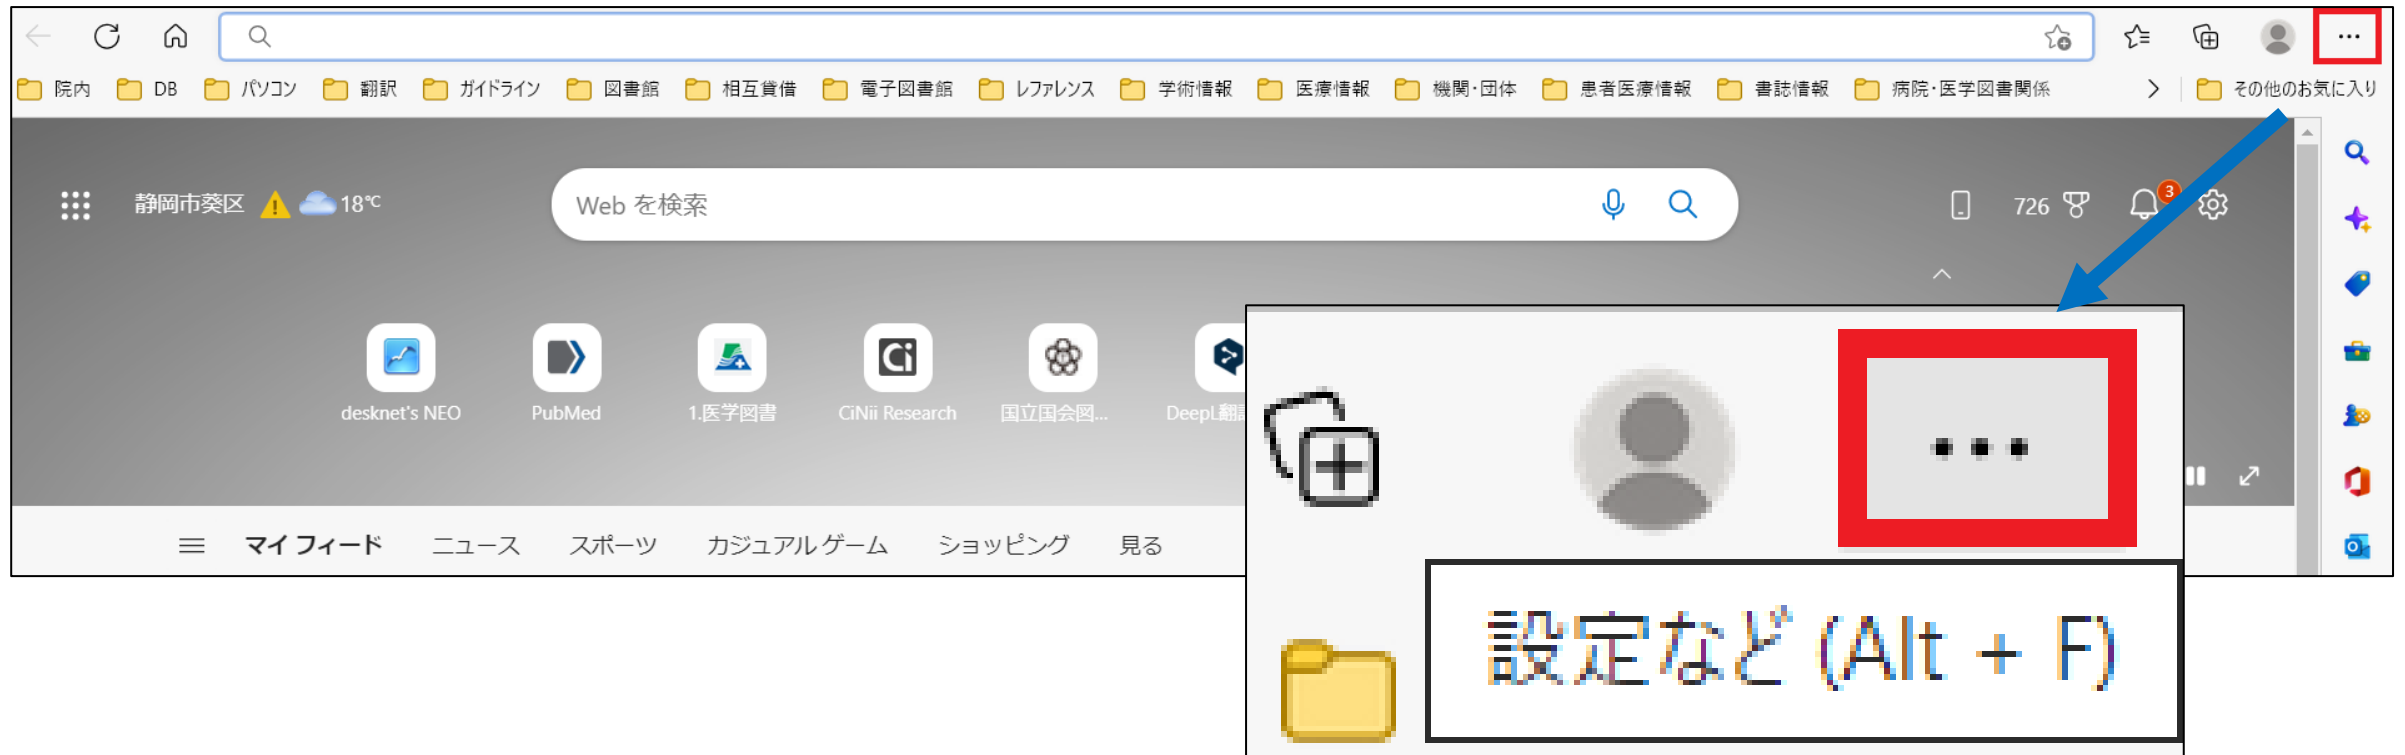 院内 DB パソコン 翻訳 ガイドライン 図書館 相互貸借 電子図書館 レファレンス 学術情報 医療情報 機関・団体 患者医療情報 書誌情報 病院・医学図書関係 その他のお気に入り
静岡市葵区 18℃ Web を検索 726 3
desknet's NEO PubMed 1.医学図書 CiNii Research 国立国会図... DeepL翻
マイ フィード ニュース スポーツ カジュアル ゲーム ショッピング 見る
設定など (Alt + F)